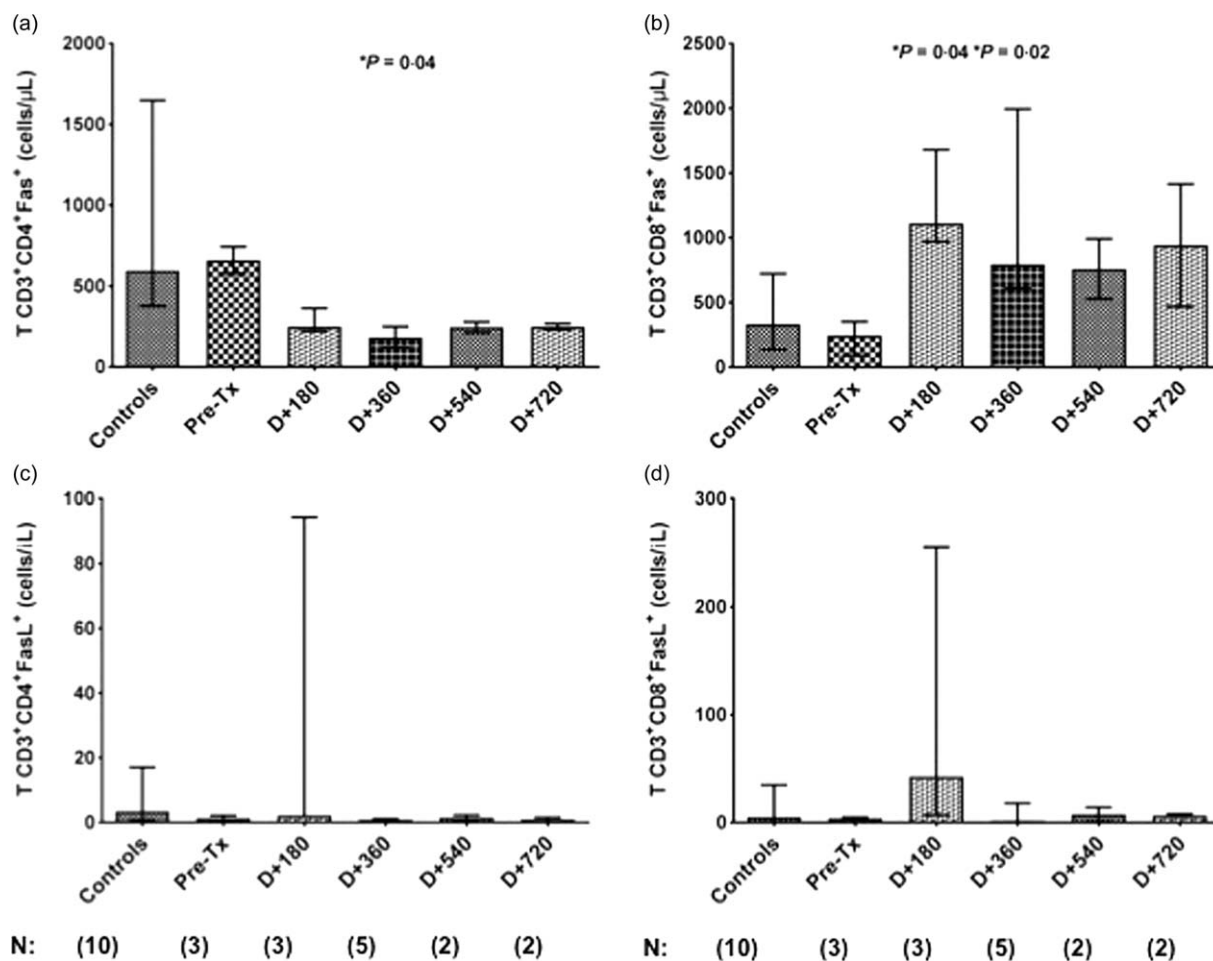 (a)
T CD3⁺CD4⁺Fas⁺ (cells/µL)
2000
1500
1000
500
0
*P = 0·04
Controls
Pre-Tx
D+180
D+360
D+540
D+720
(b)
T CD3⁺CD8⁺Fas⁺ (cells/µL)
2500
2000
1500
1000
500
0
*P = 0·04 *P = 0·02
Controls
Pre-Tx
D+180
D+360
D+540
D+720
(c)
T CD3⁺CD4⁺FasL⁺ (cells/iL)
100
80
60
40
20
0
Controls
Pre-Tx
D+180
D+360
D+540
D+720
(d)
T CD3⁺CD8⁺FasL⁺ (cells/iL)
300
200
100
0
Controls
Pre-Tx
D+180
D+360
D+540
D+720
N: (10) (3) (3) (5) (2) (2) (10) (3) (3) (5) (2) (2)